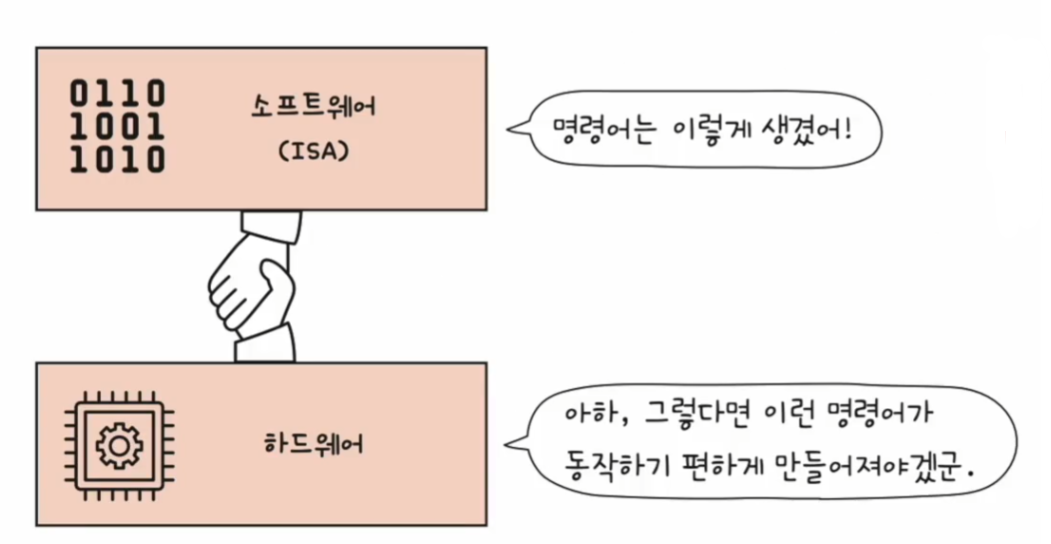 0110
1001
1010
소프트웨어
(ISA)
명령어는 이렇게 생겼어!
하드웨어
아하, 그렇다면 이런 명령어가
동작하기 편하게 만들어져야겠군.